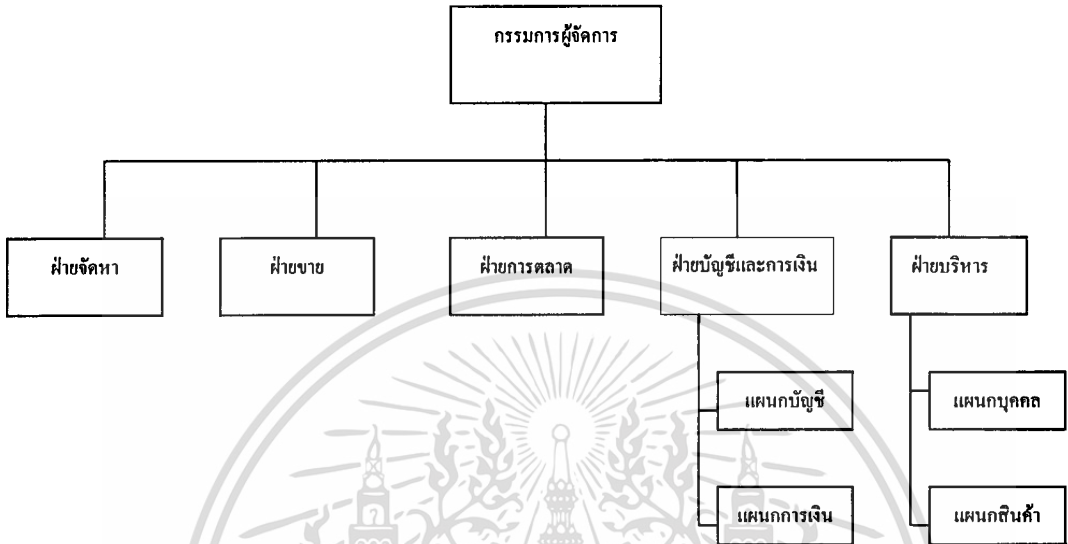 กรรมการผู้จัดการ
ฝ่ายจัดหา
ฝ่ายขาย
ฝ่ายการตลาด
ฝ่ายบัญชีและการเงิน
ฝ่ายบริหาร
แผนกบัญชี
แผนกบุคคล
แผนกการเงิน
แผนกสินค้า